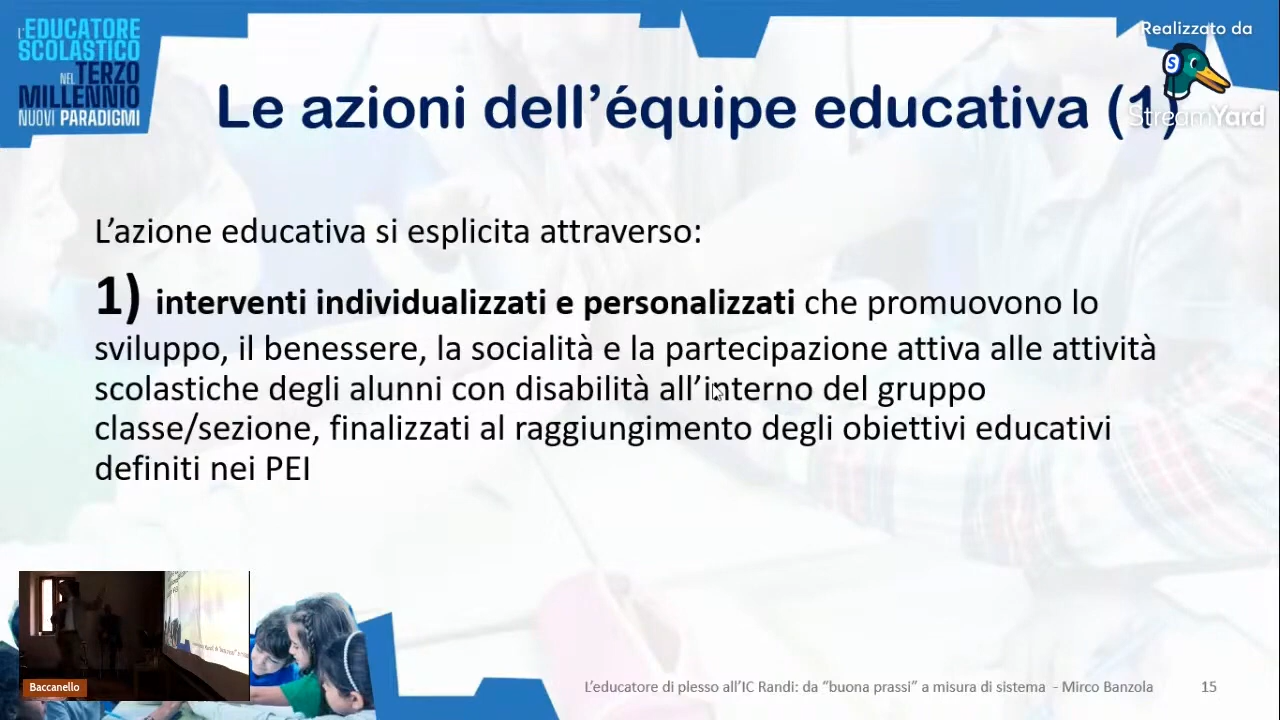 L'EDUCATORE
SCOLASTICO
NEL TERZO
MILLENNIO
NUOVI PARADIGMI
Realizzato da
StreamYard
Le azioni dell'équipe educativa (1)
L'azione educativa si esplicita attraverso:
1) interventi individualizzati e personalizzati che promuovono lo
sviluppo, il benessere, la socialità e la partecipazione attiva alle attività
scolastiche degli alunni con disabilità all'interno del gruppo
classe/sezione, finalizzati al raggiungimento degli obiettivi educativi
definiti nei PEI
Baccanello
L'educatore di plesso all'IC Randi: da "buona prassi" a misura di sistema - Mirco Banzola
15